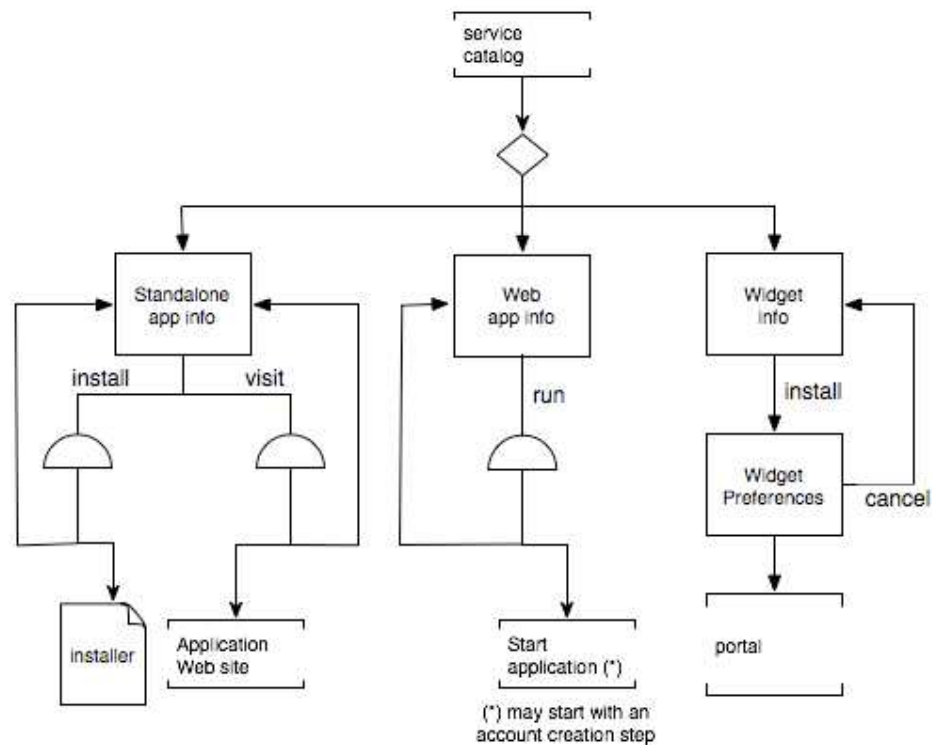 service
catalog
Standalone
app info
Web
app info
Widget
info
install
visit
run
install
Widget
Preferences
cancel
installer
Application
Web site
Start
application (*)
portal
(*) may start with an
account creation step